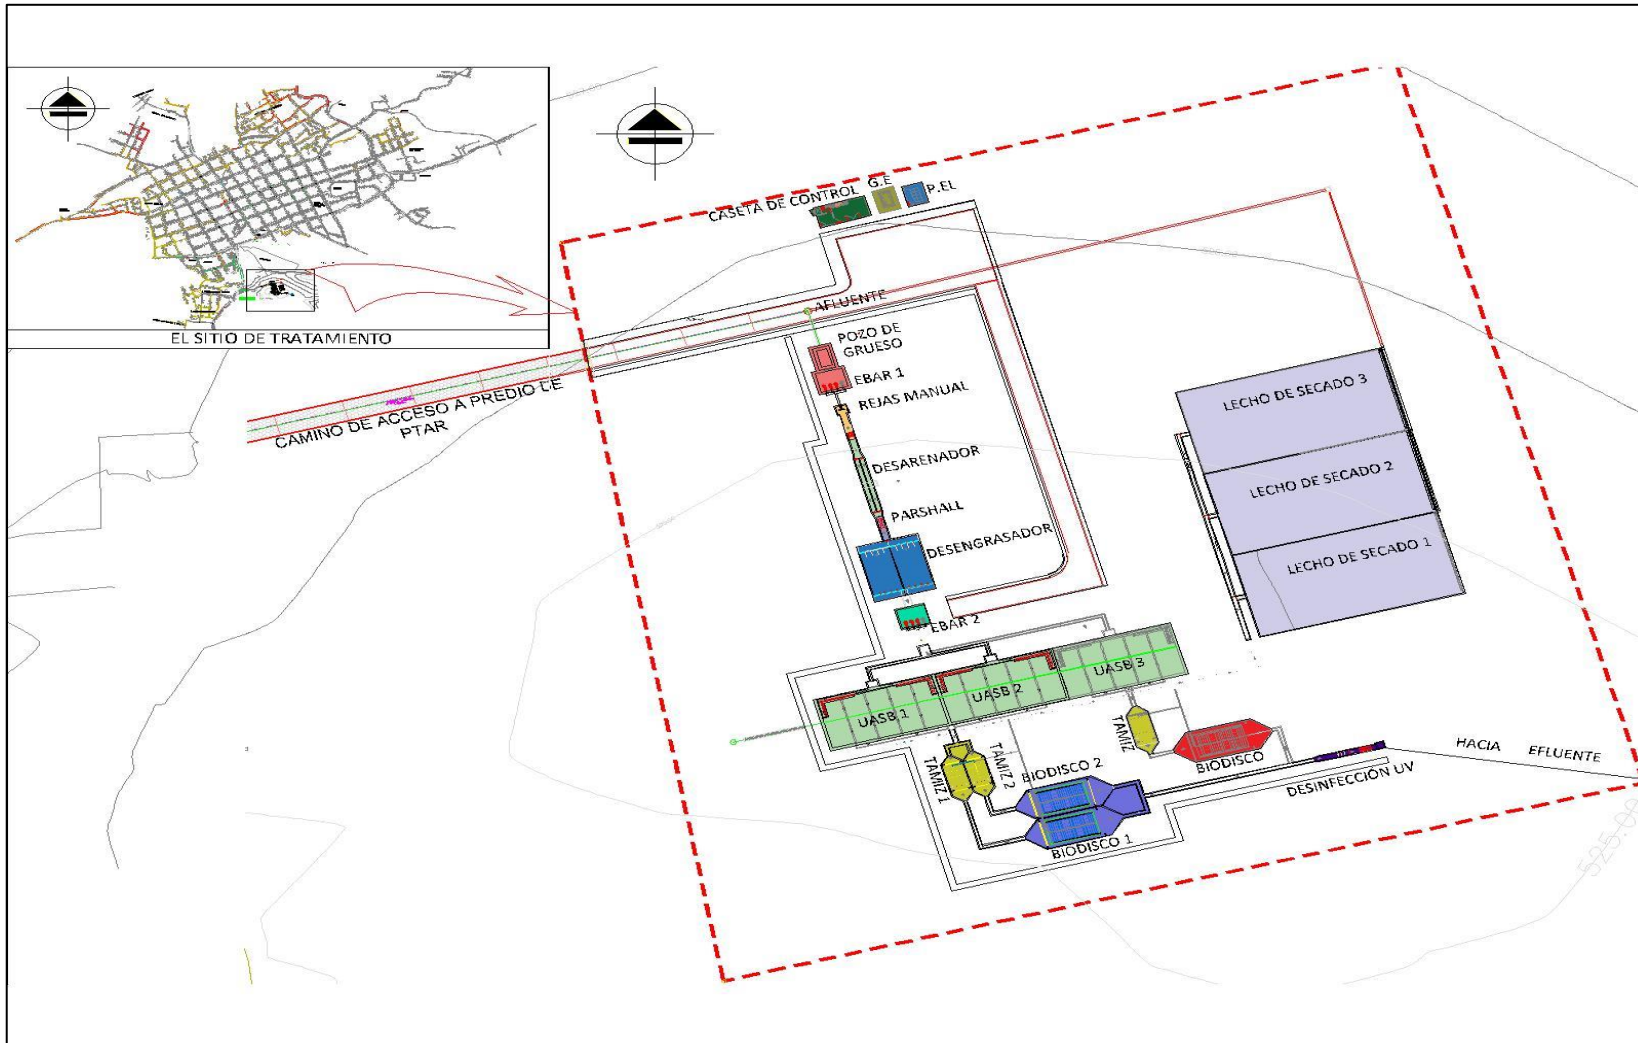 EL SITIO DE TRATAMIENTO
CASETA DE CONTROL
G.E
P.EL
AFLUENTE
CAMINO DE ACCESO A PREDIO DE
PTAR
POZO DE
GRUESO
EBAR 1
REJAS MANUAL
DESARENADOR
PARSHALL
DESENGRASADOR
EBAR 2
LECHO DE SECADO 3
LECHO DE SECADO 2
LECHO DE SECADO 1
UASB 1
UASB 2
UASB 3
TAMIZ 1
TAMIZ 2
TAMIZ
BIODISCO 2
BIODISCO 1
BIODISCO
DESINFECCIÓN UV
HACIA EFLUENTE